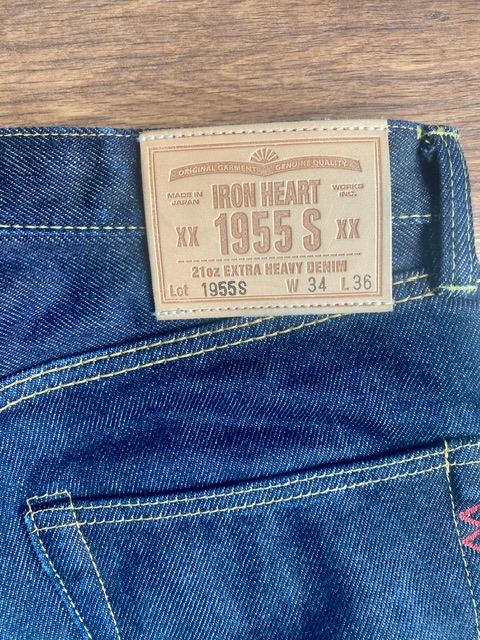 ORIGINAL GARMENT GENUINE QUALITY
MADE IN JAPAN
IRON HEART
WORKS INC.
XX 1955 S XX
21oz EXTRA HEAVY DENIM
Lot 1955S W 34 L 36